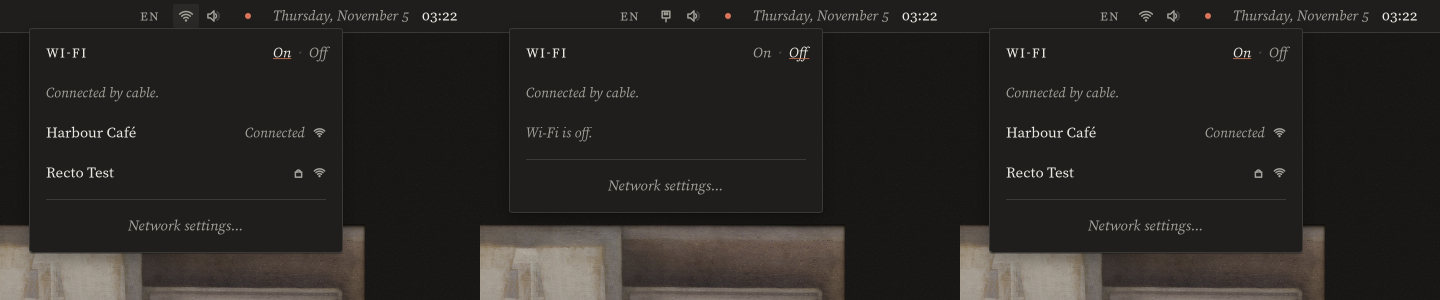 EN Thursday, November 5 03:22
WI-FI On · Off
Connected by cable.
Harbour Café Connected
Recto Test
Network settings...
EN Thursday, November 5 03:22
WI-FI On · Off
Connected by cable.
Wi-Fi is off.
Network settings...
EN Thursday, November 5 03:22
WI-FI On · Off
Connected by cable.
Harbour Café Connected
Recto Test
Network settings...